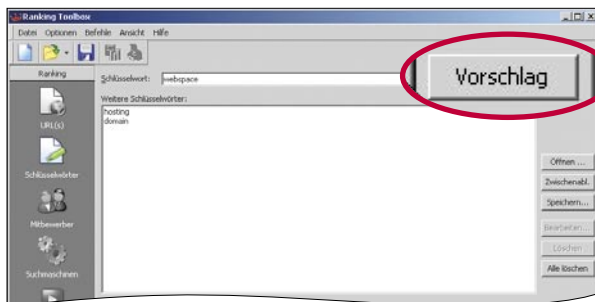 Ranking Toolbox
Datei Optionen Befehle Ansicht Hilfe
Ranking
Schlüsselwort: webspace
Vorschlag
Weitere Schlüsselwörter:
hosting
domain
URL(s)
Schlüsselwörter
Mitbewerber
Suchmaschinen
Öffnen ...
Zwischenabl.
Speichern...
Bearbeiten...
Löschen
Alle löschen